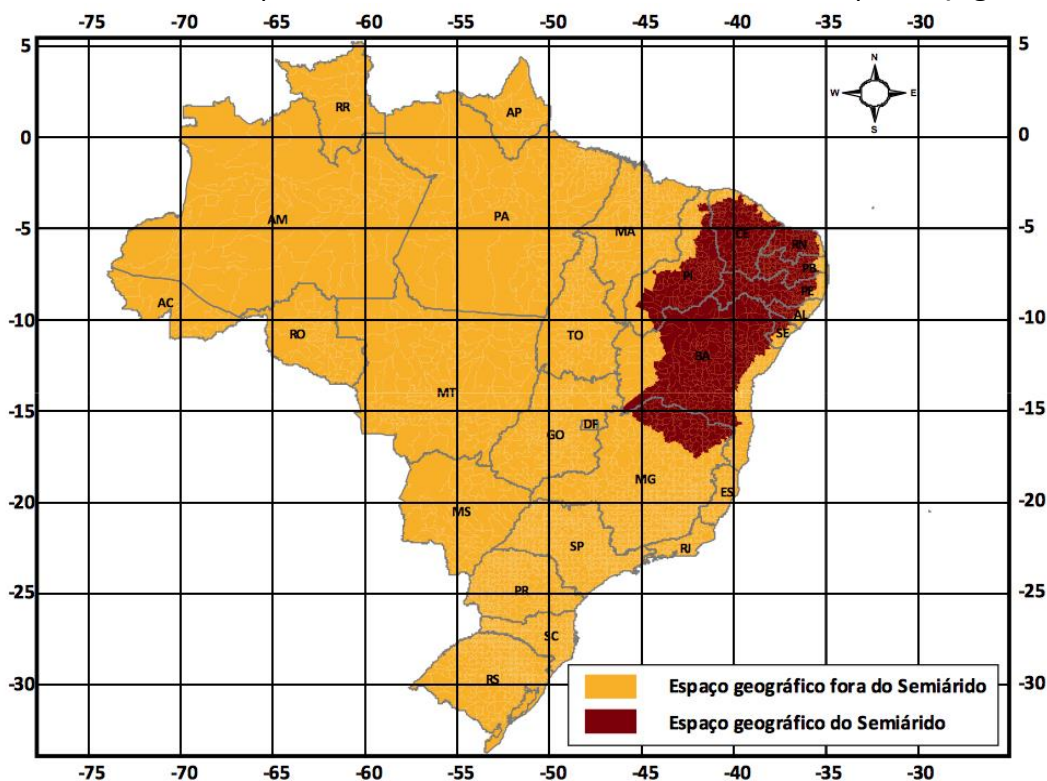 -75 -70 -65 -60 -55 -50 -45 -40 -35 -30
5 5
N
W E
S
RR
AP
0 0
AM PA MA CE
-5 -5
RN
PB
PI
PE
AC
AL
-10 -10
RO TO SE
BA
MT
-15 -15
DF
GO
MG
ES
-20 -20
MS
SP RJ
PR
-25 -25
SC
RS
-30 -30
Espaço geográfico fora do Semiárido
Espaço geográfico do Semiárido
-75 -70 -65 -60 -55 -50 -45 -40 -35 -30